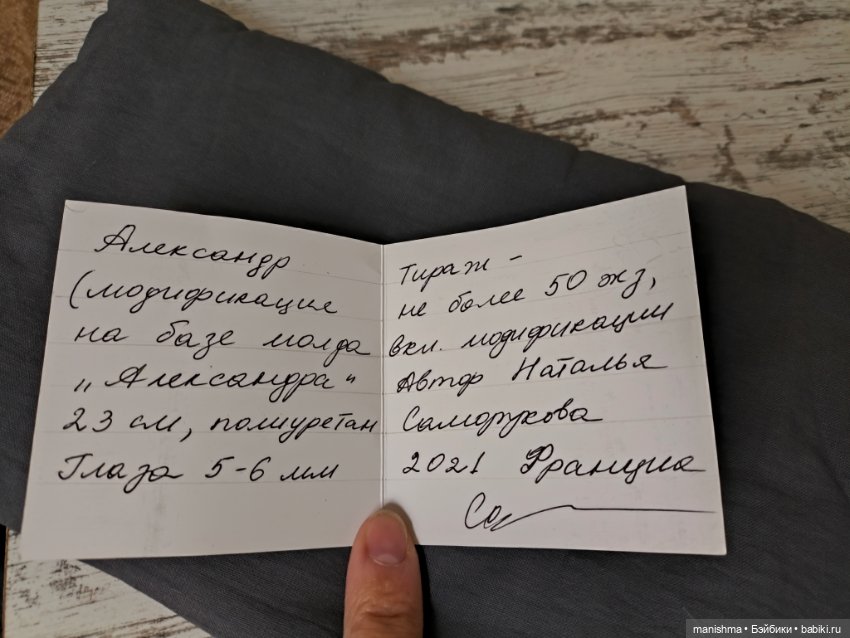 Александр
(модификация
на базе молда
„Александра"
23 см, полиуретан
Глаза 5-6 мм
Тираж -
не более 50 экз,
вкл. модификации
Автор Наталья
Саморукова
2021 Франция
manishma • Бэйбики • babiki.ru